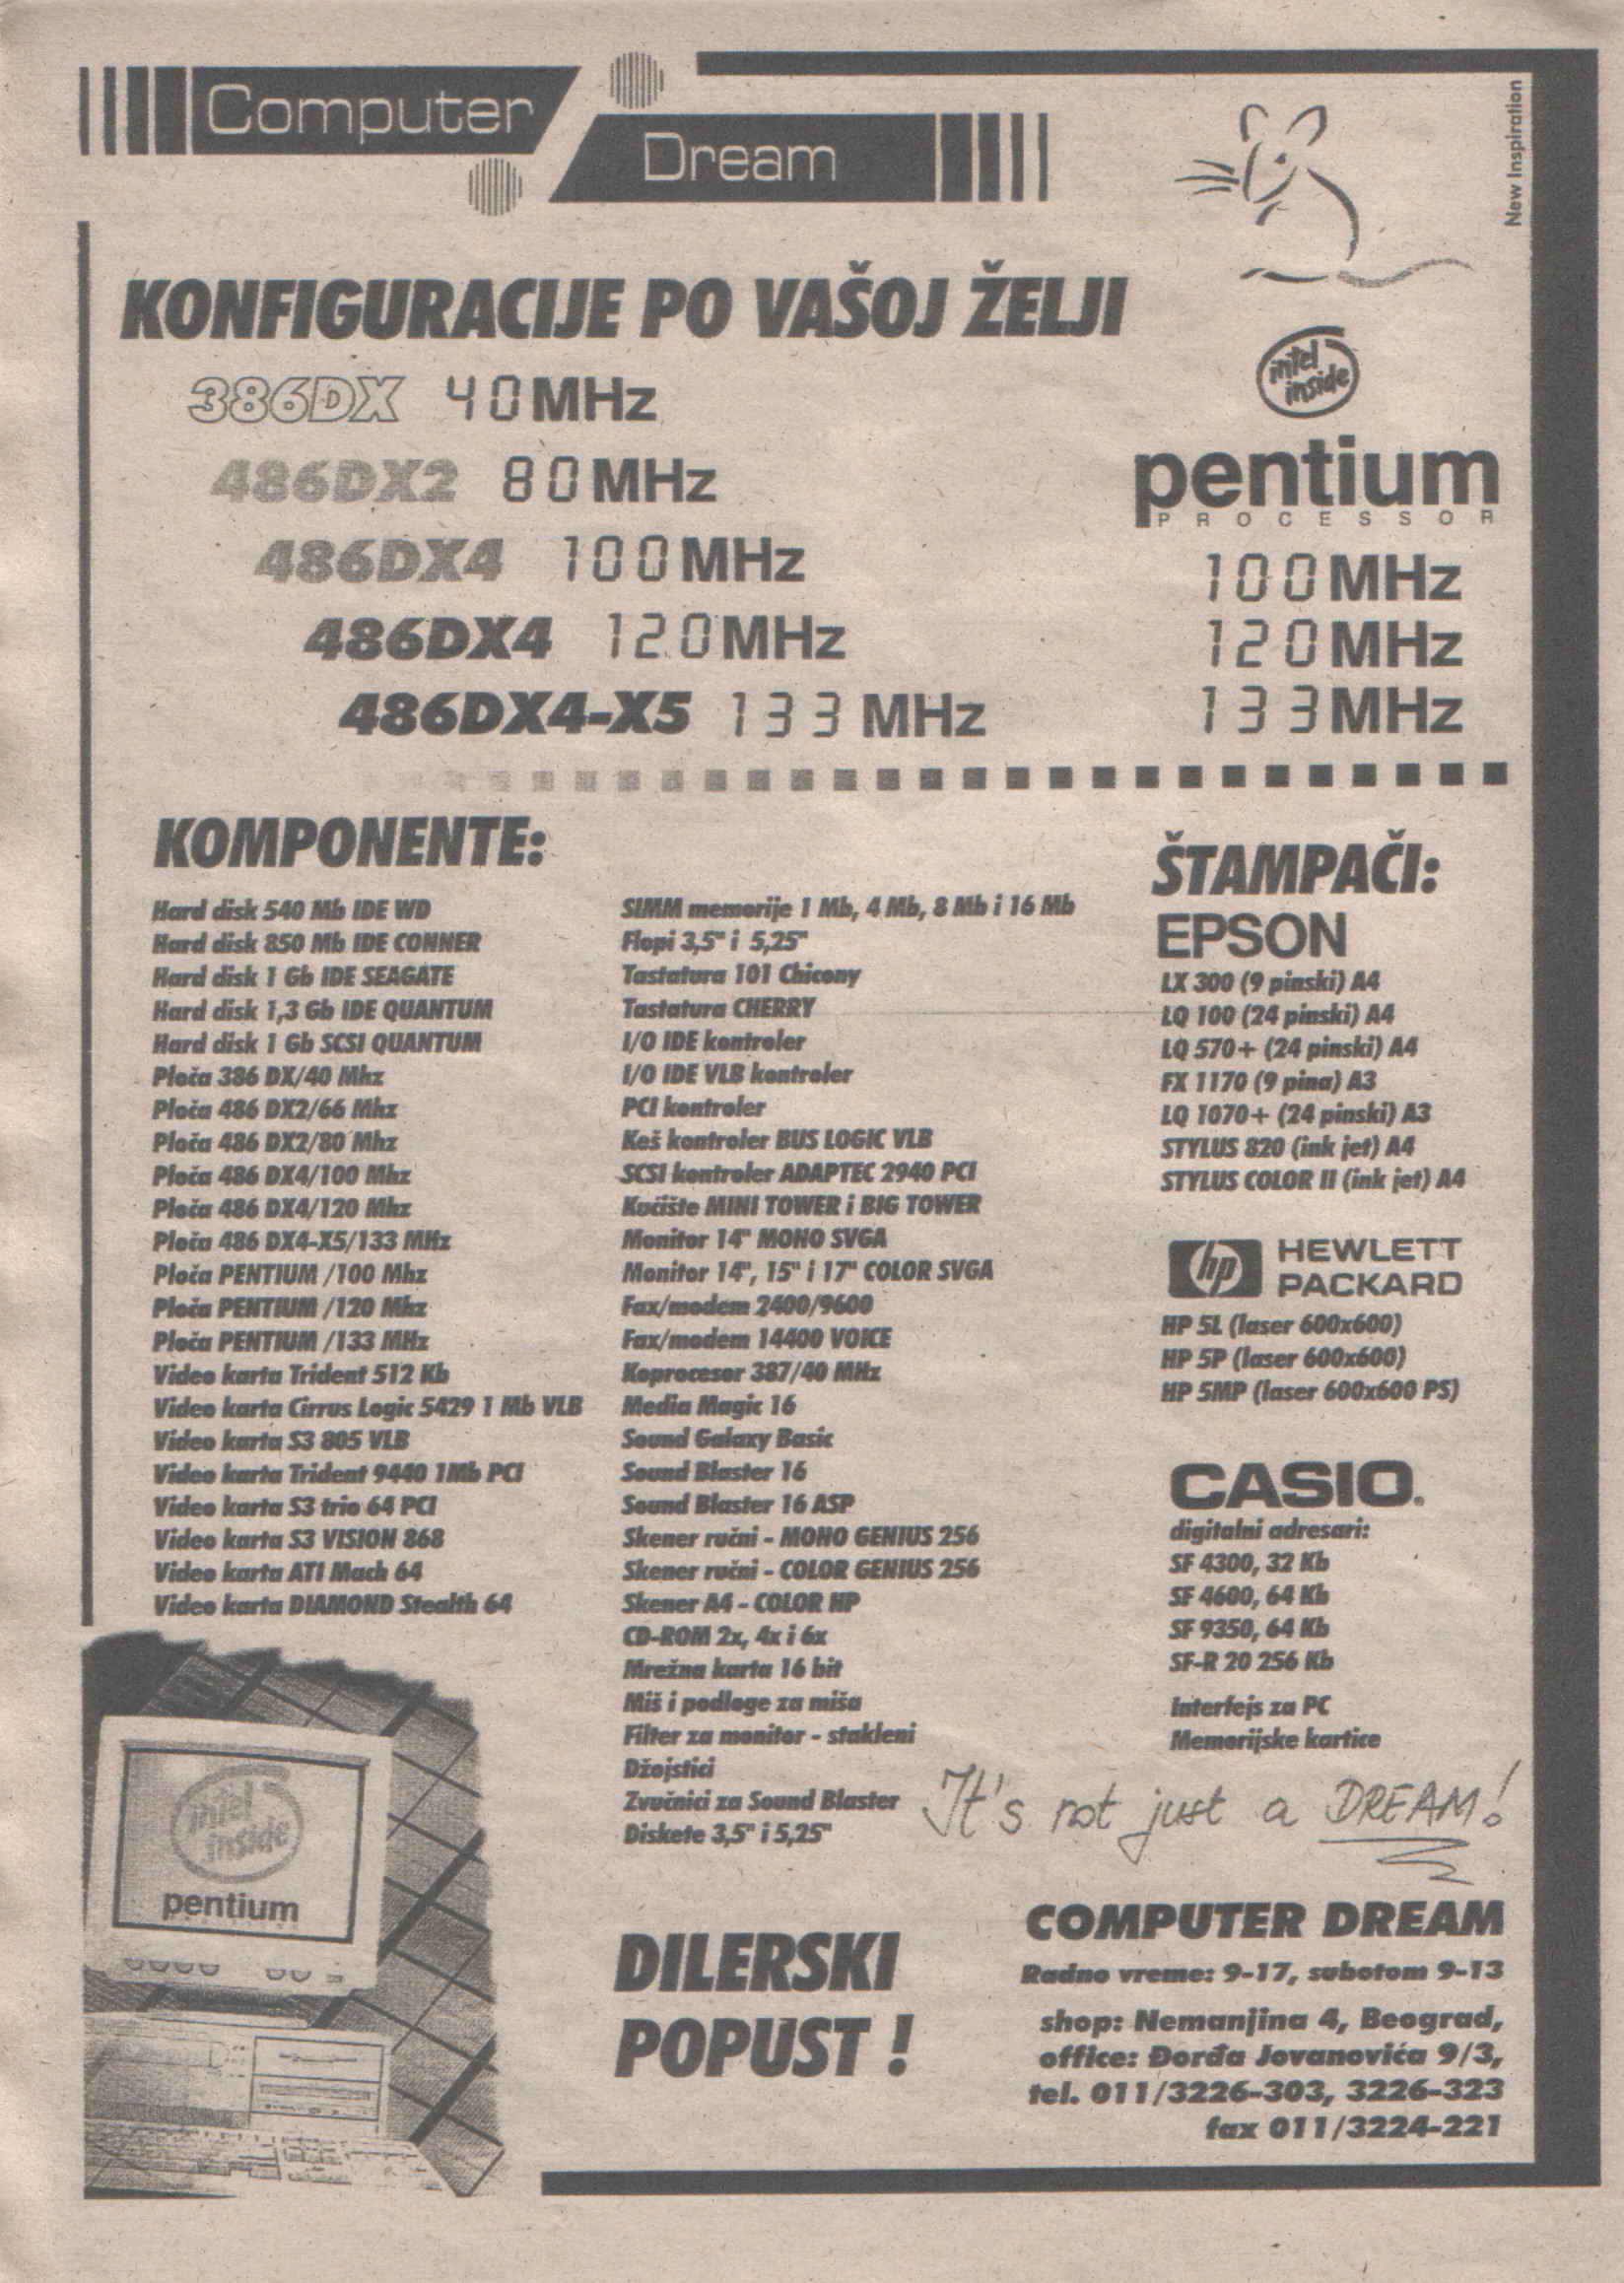 Computer
Dream
New Inspiration
KONFIGURACIJE PO VAŠOJ ŽELJI
386DX 40MHz
486DX2 80MHz
486DX4 100MHz
486DX4 120MHz
486DX4-X5 133MHz
intel inside
pentium
PROCESSOR
100MHz
120MHz
133MHz
KOMPONENTE:
Hard disk 540 Mb IDE WD
Hard disk 850 Mb IDE CONNER
Hard disk 1 Gb IDE SEAGATE
Hard disk 1,3 Gb IDE QUANTUM
Hard disk 1 Gb SCSI QUANTUM
Ploča 386 DX/40 Mhz
Ploča 486 DX2/66 Mhz
Ploča 486 DX2/80 Mhz
Ploča 486 DX4/100 Mhz
Ploča 486 DX4/120 Mhz
Ploča 486 DX4-X5/133 MHz
Ploča PENTIUM /100 Mhz
Ploča PENTIUM /120 Mhz
Ploča PENTIUM /133 MHz
Video karta Trident 512 Kb
Video karta Cirrus Logic 5429 1 Mb VLB
Video karta S3 805 VLB
Video karta Trident 9440 1Mb PCI
Video karta S3 trio 64 PCI
Video karta S3 VISION 868
Video karta ATI Mach 64
Video karta DIAMOND Stealth 64
SIMM memorije 1 Mb, 4 Mb, 8 Mb i 16 Mb
Flopi 3,5" i 5,25"
Tastatura 101 Chicony
Tastatura CHERRY
I/O IDE kontroler
I/O IDE VLB kontroler
PCI kontroler
Keš kontroler BUS LOGIC VLB
SCSI kontroler ADAPTEC 2940 PCI
Kućište MINI TOWER i BIG TOWER
Monitor 14" MONO SVGA
Monitor 14", 15" i 17" COLOR SVGA
Fax/modem 2400/9600
Fax/modem 14400 VOICE
Koprocesor 387/40 MHz
Media Magic 16
Sound Galaxy Basic
Sound Blaster 16
Sound Blaster 16 ASP
Skener ručni - MONO GENIUS 256
Skener ručni - COLOR GENIUS 256
Skener A4 - COLOR HP
CD-ROM 2x, 4x i 6x
Mrežna karta 16 bit
Miš i podloge za miša
Filter za monitor - stakleni
Džojstici
Zvučnici za Sound Blaster
Diskete 3,5" i 5,25"
ŠTAMPAČI:
EPSON
LX 300 (9 pinski) A4
LQ 100 (24 pinski) A4
LQ 570+ (24 pinski) A4
FX 1170 (9 pina) A3
LQ 1070+ (24 pinski) A3
STYLUS 820 (ink jet) A4
STYLUS COLOR II (ink jet) A4
hp HEWLETT
PACKARD
HP 5L (laser 600x600)
HP 5P (laser 600x600)
HP 5MP (laser 600x600 PS)
CASIO.
digitalni adresari:
SF 4300, 32 Kb
SF 4600, 64 Kb
SF 9350, 64 Kb
SF-R 20 256 Kb
Interfejs za PC
Memorijske kartice
It's not just a DREAM!
intel inside
pentium
DILERSKI
POPUST !
COMPUTER DREAM
Radno vreme: 9-17, subotom 9-13
shop: Nemanjina 4, Beograd,
office: Đorđa Jovanovića 9/3,
tel. 011/3226-303, 3226-323
fax 011/3224-221